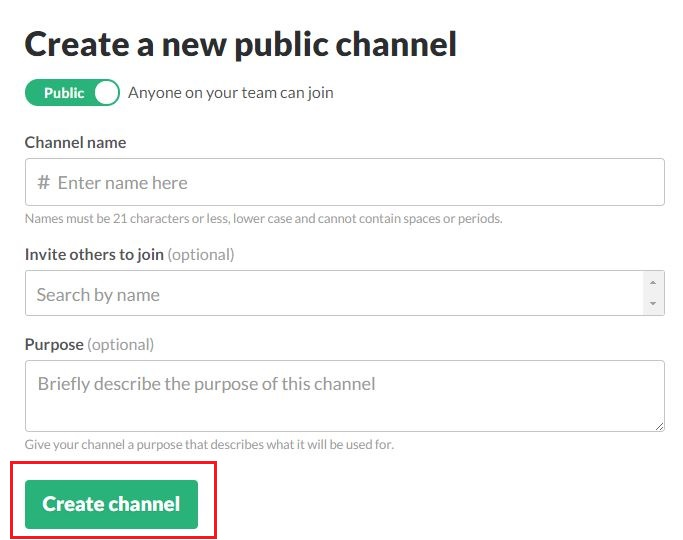 Create a new public channel
Public Anyone on your team can join
Channel name
# Enter name here
Names must be 21 characters or less, lower case and cannot contain spaces or periods.
Invite others to join (optional)
Search by name
Purpose (optional)
Briefly describe the purpose of this channel
Give your channel a purpose that describes what it will be used for.
Create channel